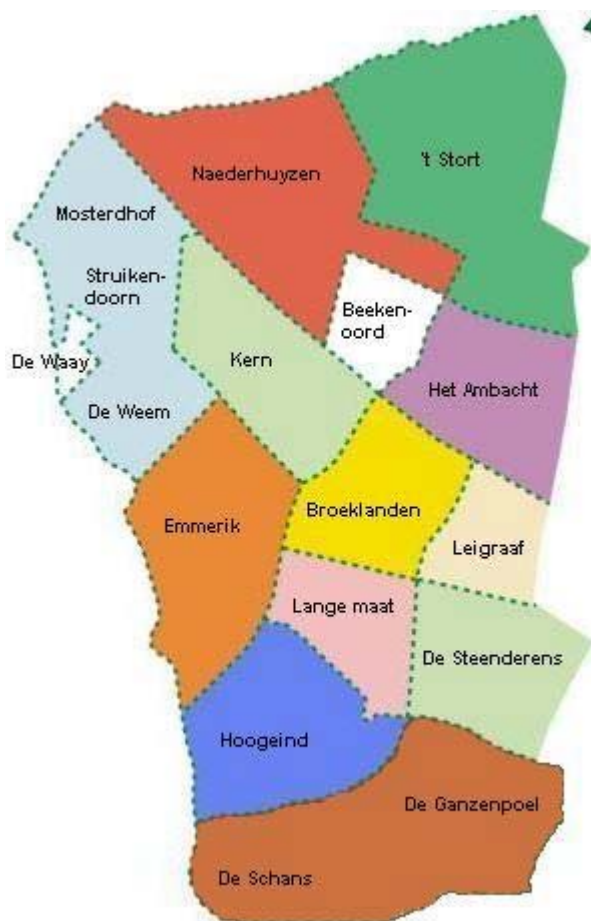 't Stort
Naederhuyzen
Mosterdhof
Struiken-
doorn
Beeken-
oord
De Waay
Kern
Het Ambacht
De Weem
Broeklanden
Emmerik
Leigraaf
Lange maat
De Steenderens
Hoogeind
De Ganzenpoel
De Schans